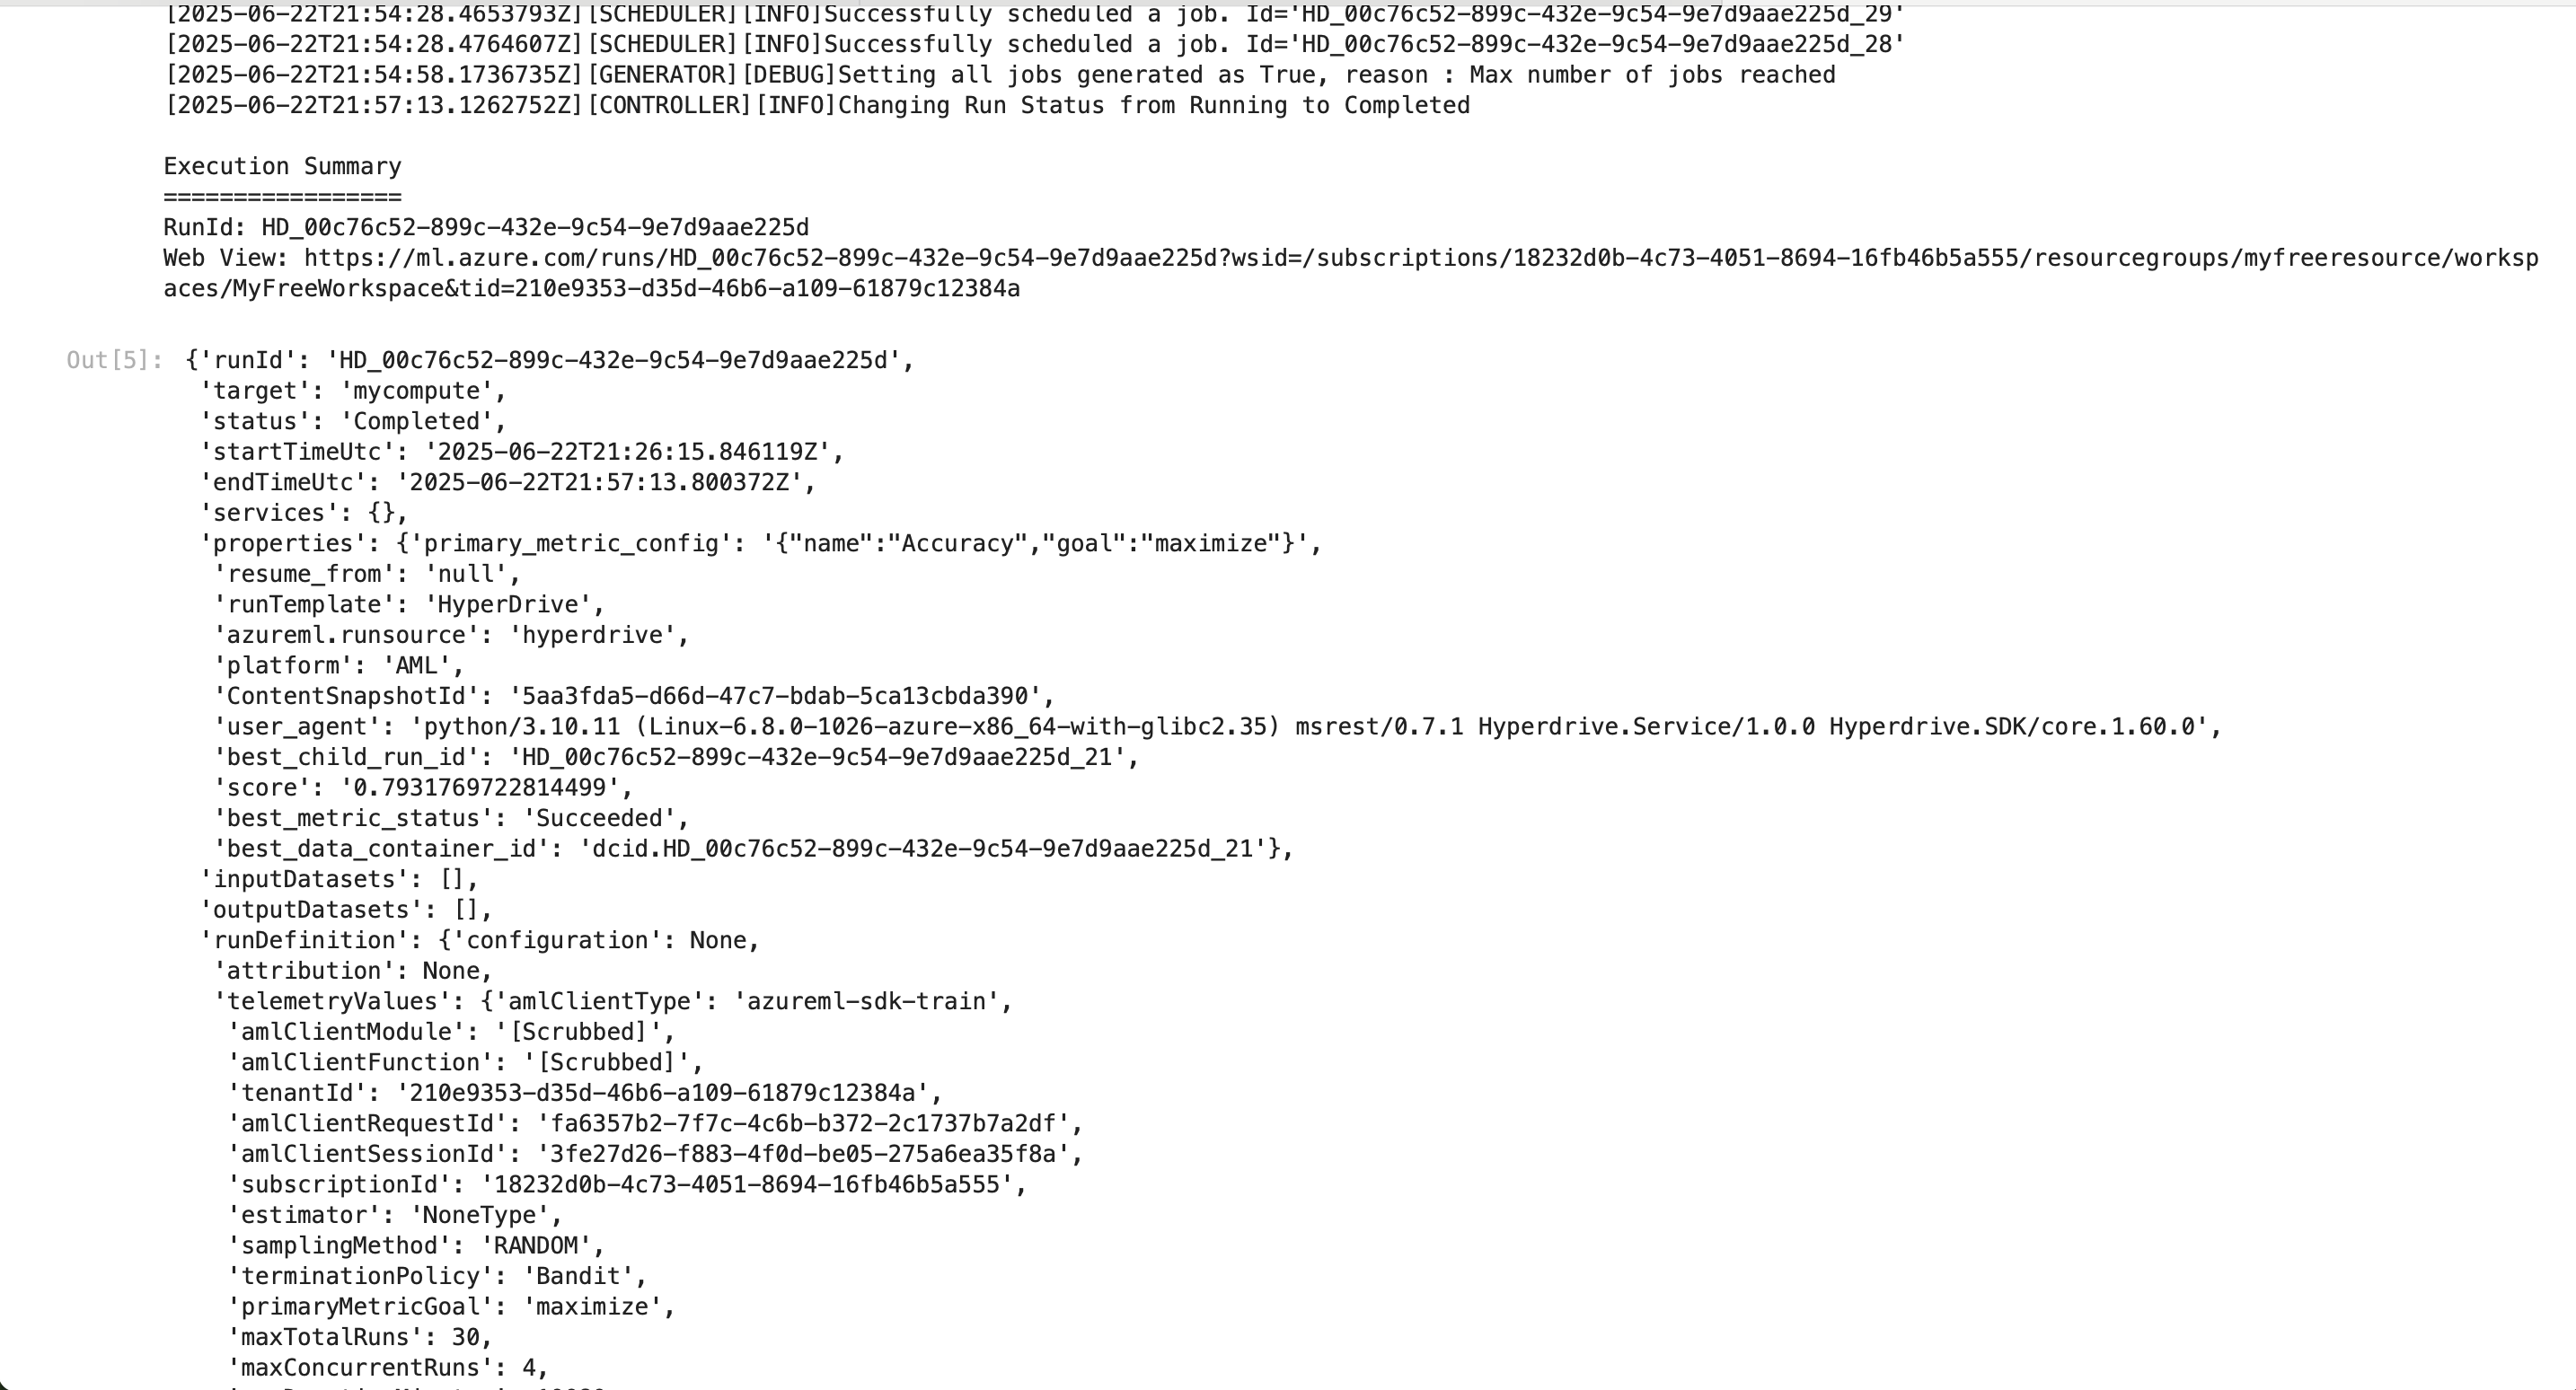 [2025-06-22T21:54:28.4653793Z][SCHEDULER][INFO]Successfully scheduled a job. Id='HD_00c76c52-899c-432e-9c54-9e7d9aae225d_29'
[2025-06-22T21:54:28.4764607Z][SCHEDULER][INFO]Successfully scheduled a job. Id='HD_00c76c52-899c-432e-9c54-9e7d9aae225d_28'
[2025-06-22T21:54:58.1736735Z][GENERATOR][DEBUG]Setting all jobs generated as True, reason : Max number of jobs reached
[2025-06-22T21:57:13.1262752Z][CONTROLLER][INFO]Changing Run Status from Running to Completed
Execution Summary
=================
RunId: HD_00c76c52-899c-432e-9c54-9e7d9aae225d
Web View: https://ml.azure.com/runs/HD_00c76c52-899c-432e-9c54-9e7d9aae225d?wsid=/subscriptions/18232d0b-4c73-4051-8694-16fb46b5a555/resourcegroups/myfreeresource/worksp
aces/MyFreeWorkspace&tid=210e9353-d35d-46b6-a109-61879c12384a
Out[5]: {'runId': 'HD_00c76c52-899c-432e-9c54-9e7d9aae225d',
'target': 'mycompute',
'status': 'Completed',
'startTimeUtc': '2025-06-22T21:26:15.846119Z',
'endTimeUtc': '2025-06-22T21:57:13.800372Z',
'services': {},
'properties': {'primary_metric_config': '{"name":"Accuracy","goal":"maximize"}',
'resume_from': 'null',
'runTemplate': 'HyperDrive',
'azureml.runsource': 'hyperdrive',
'platform': 'AML',
'ContentSnapshotId': '5aa3fda5-d66d-47c7-bdab-5ca13cbda390',
'user_agent': 'python/3.10.11 (Linux-6.8.0-1026-azure-x86_64-with-glibc2.35) msrest/0.7.1 Hyperdrive.Service/1.0.0 Hyperdrive.SDK/core.1.60.0',
'best_child_run_id': 'HD_00c76c52-899c-432e-9c54-9e7d9aae225d_21',
'score': '0.7931769722814499',
'best_metric_status': 'Succeeded',
'best_data_container_id': 'dcid.HD_00c76c52-899c-432e-9c54-9e7d9aae225d_21'},
'inputDatasets': [],
'outputDatasets': [],
'runDefinition': {'configuration': None,
'attribution': None,
'telemetryValues': {'amlClientType': 'azureml-sdk-train',
'amlClientModule': '[Scrubbed]',
'amlClientFunction': '[Scrubbed]',
'tenantId': '210e9353-d35d-46b6-a109-61879c12384a',
'amlClientRequestId': 'fa6357b2-7f7c-4c6b-b372-2c1737b7a2df',
'amlClientSessionId': '3fe27d26-f883-4f0d-be05-275a6ea35f8a',
'subscriptionId': '18232d0b-4c73-4051-8694-16fb46b5a555',
'estimator': 'NoneType',
'samplingMethod': 'RANDOM',
'terminationPolicy': 'Bandit',
'primaryMetricGoal': 'maximize',
'maxTotalRuns': 30,
'maxConcurrentRuns': 4,